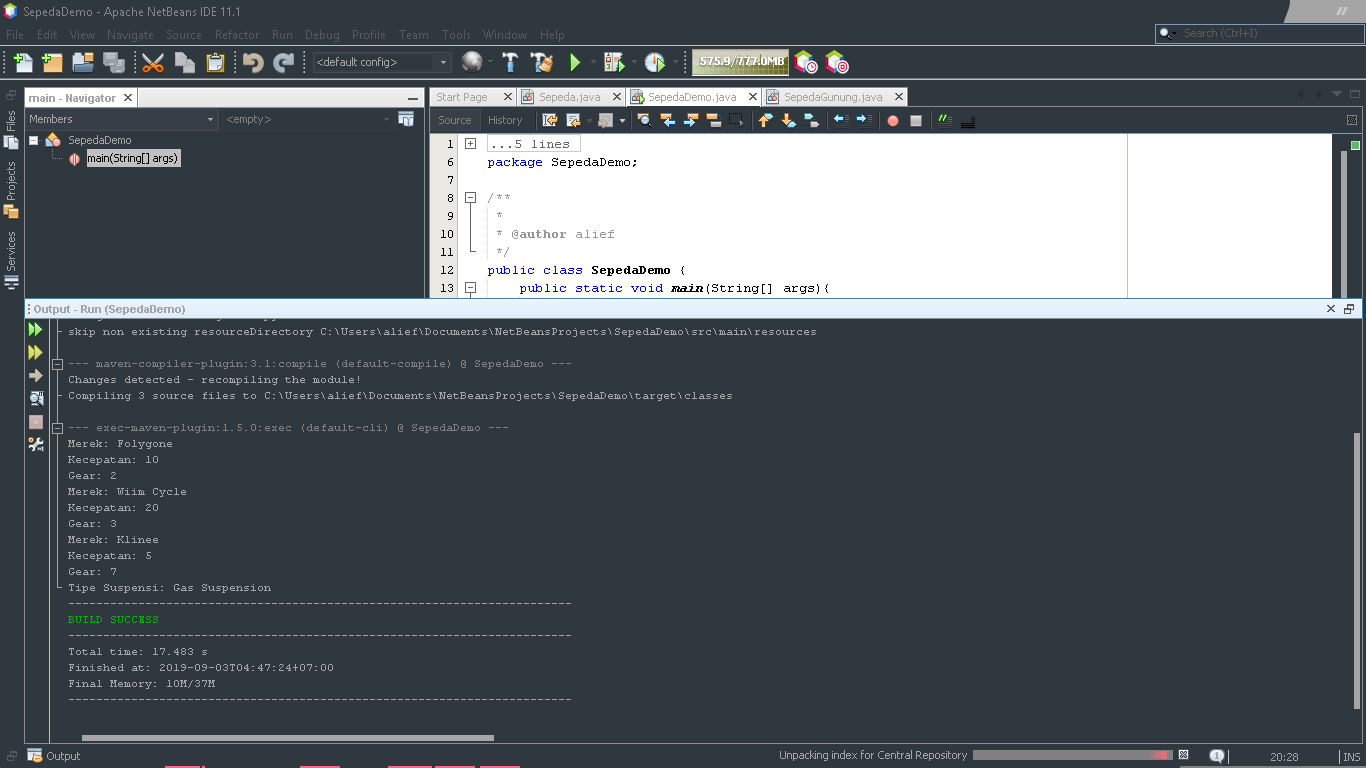 SepedaDemo - Apache NetBeans IDE 11.1
File Edit View Navigate Source Refactor Run Debug Profile Team Tools Window Help
Search (Ctrl+I)
<default config>
575.9/777.0MB
main - Navigator
Members
<empty>
SepedaDemo
main(String[] args)
Files
Projects
Services
Start Page Sepeda.java SepedaDemo.java SepedaGunung.java
Source History
1 ...5 lines
6 package SepedaDemo;
7
8 /**
9 *
10 * @author alief
11 */
12 public class SepedaDemo {
13 public static void main(String[] args){
Output - Run (SepedaDemo)
skip non existing resourceDirectory C:\Users\alief\Documents\NetBeansProjects\SepedaDemo\src\main\resources
--- maven-compiler-plugin:3.1:compile (default-compile) @ SepedaDemo ---
Changes detected - recompiling the module!
Compiling 3 source files to C:\Users\alief\Documents\NetBeansProjects\SepedaDemo\target\classes
--- exec-maven-plugin:1.5.0:exec (default-cli) @ SepedaDemo ---
Merek: Folygone
Kecepatan: 10
Gear: 2
Merek: Wiim Cycle
Kecepatan: 20
Gear: 3
Merek: Klinee
Kecepatan: 5
Gear: 7
Tipe Suspensi: Gas Suspension
------------------------------------------------------------------------
BUILD SUCCESS
------------------------------------------------------------------------
Total time: 17.483 s
Finished at: 2019-09-03T04:47:24+07:00
Final Memory: 10M/37M
------------------------------------------------------------------------
Output
Unpacking index for Central Repository
1
20:28
INS